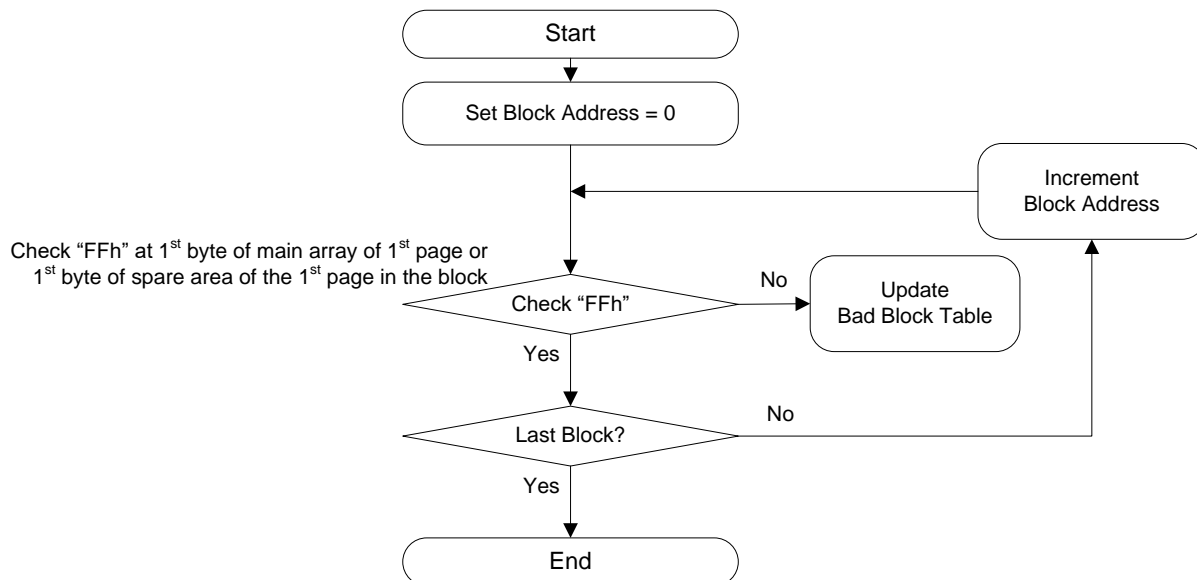 Start
Set Block Address = 0
Increment
Block Address
Check “FFh” at 1st byte of main array of 1st page or
1st byte of spare area of the 1st page in the block
Check “FFh”
No
Update
Bad Block Table
Yes
Last Block?
No
Yes
End